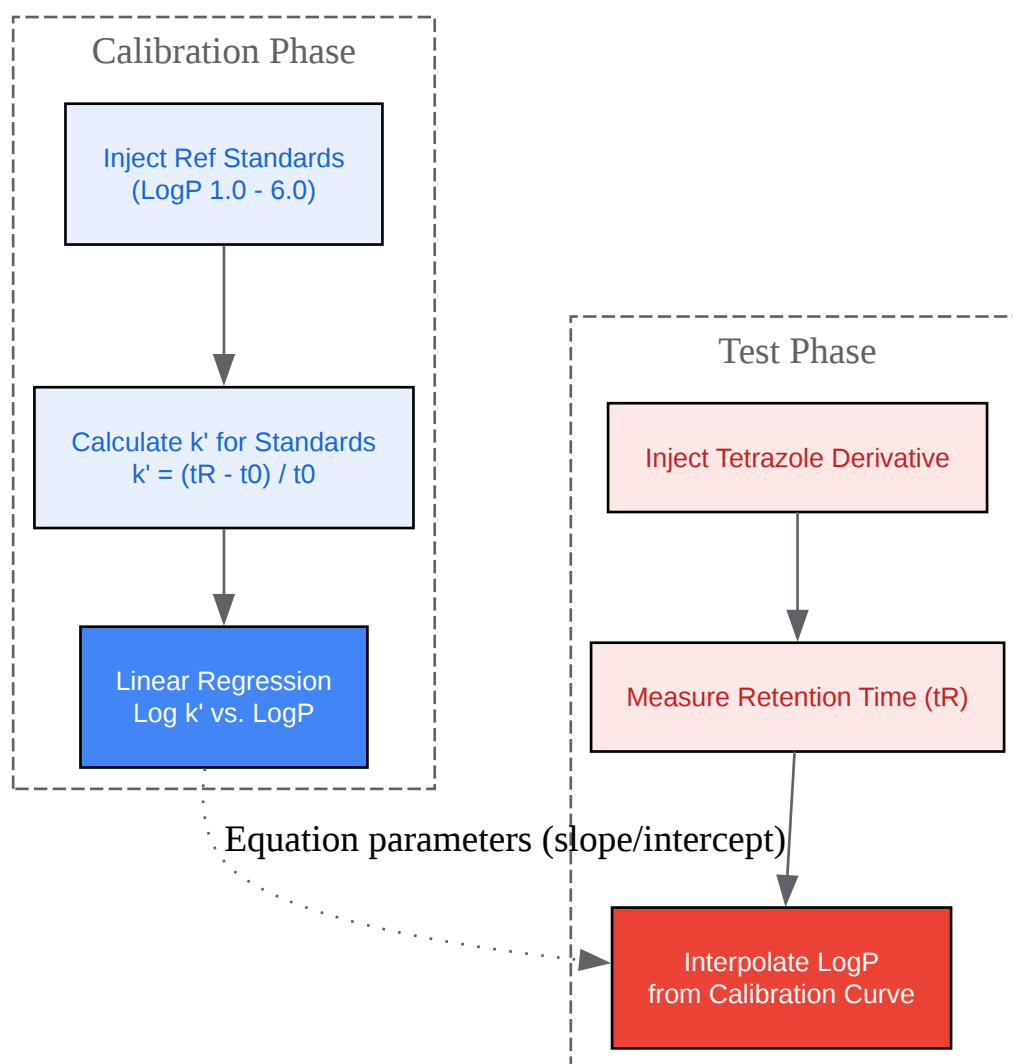 Calibration Phase
Inject Ref Standards
(LogP 1.0 - 6.0)
Calculate k' for Standards
k' = (tR - t0) / t0
Linear Regression
Log k' vs. LogP
Equation parameters (slope/intercept)
Test Phase
Inject Tetrazole Derivative
Measure Retention Time (tR)
Interpolate LogP
from Calibration Curve